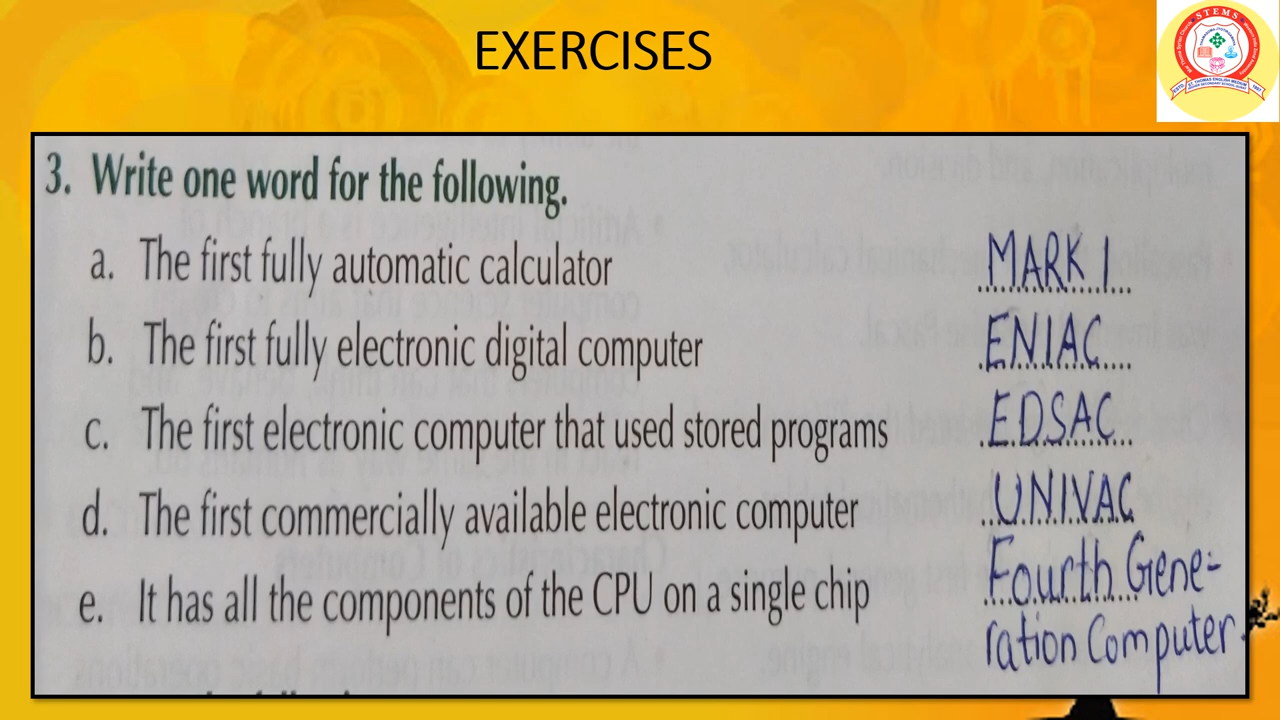 EXERCISES
STEMS
3. Write one word for the following.
a. The first fully automatic calculator MARK I
b. The first fully electronic digital computer ENIAC
c. The first electronic computer that used stored programs EDSAC
d. The first commercially available electronic computer UNIVAC
e. It has all the components of the CPU on a single chip Fourth Gene-
ration Computer